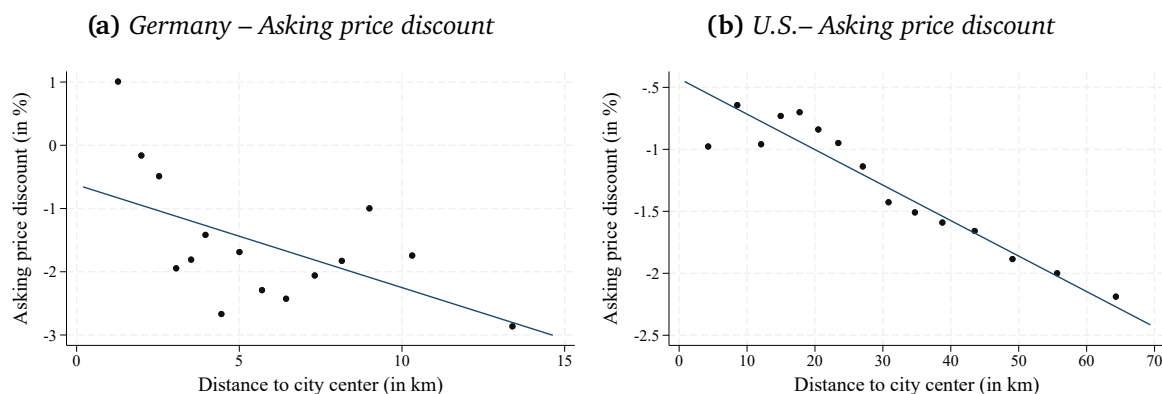 (a) Germany – Asking price discount
Asking price discount (in %)
1
0
-1
-2
-3
0 5 10 15
Distance to city center (in km)
(b) U.S.– Asking price discount
Asking price discount (in %)
-.5
-1
-1.5
-2
-2.5
0 10 20 30 40 50 60 70
Distance to city center (in km)